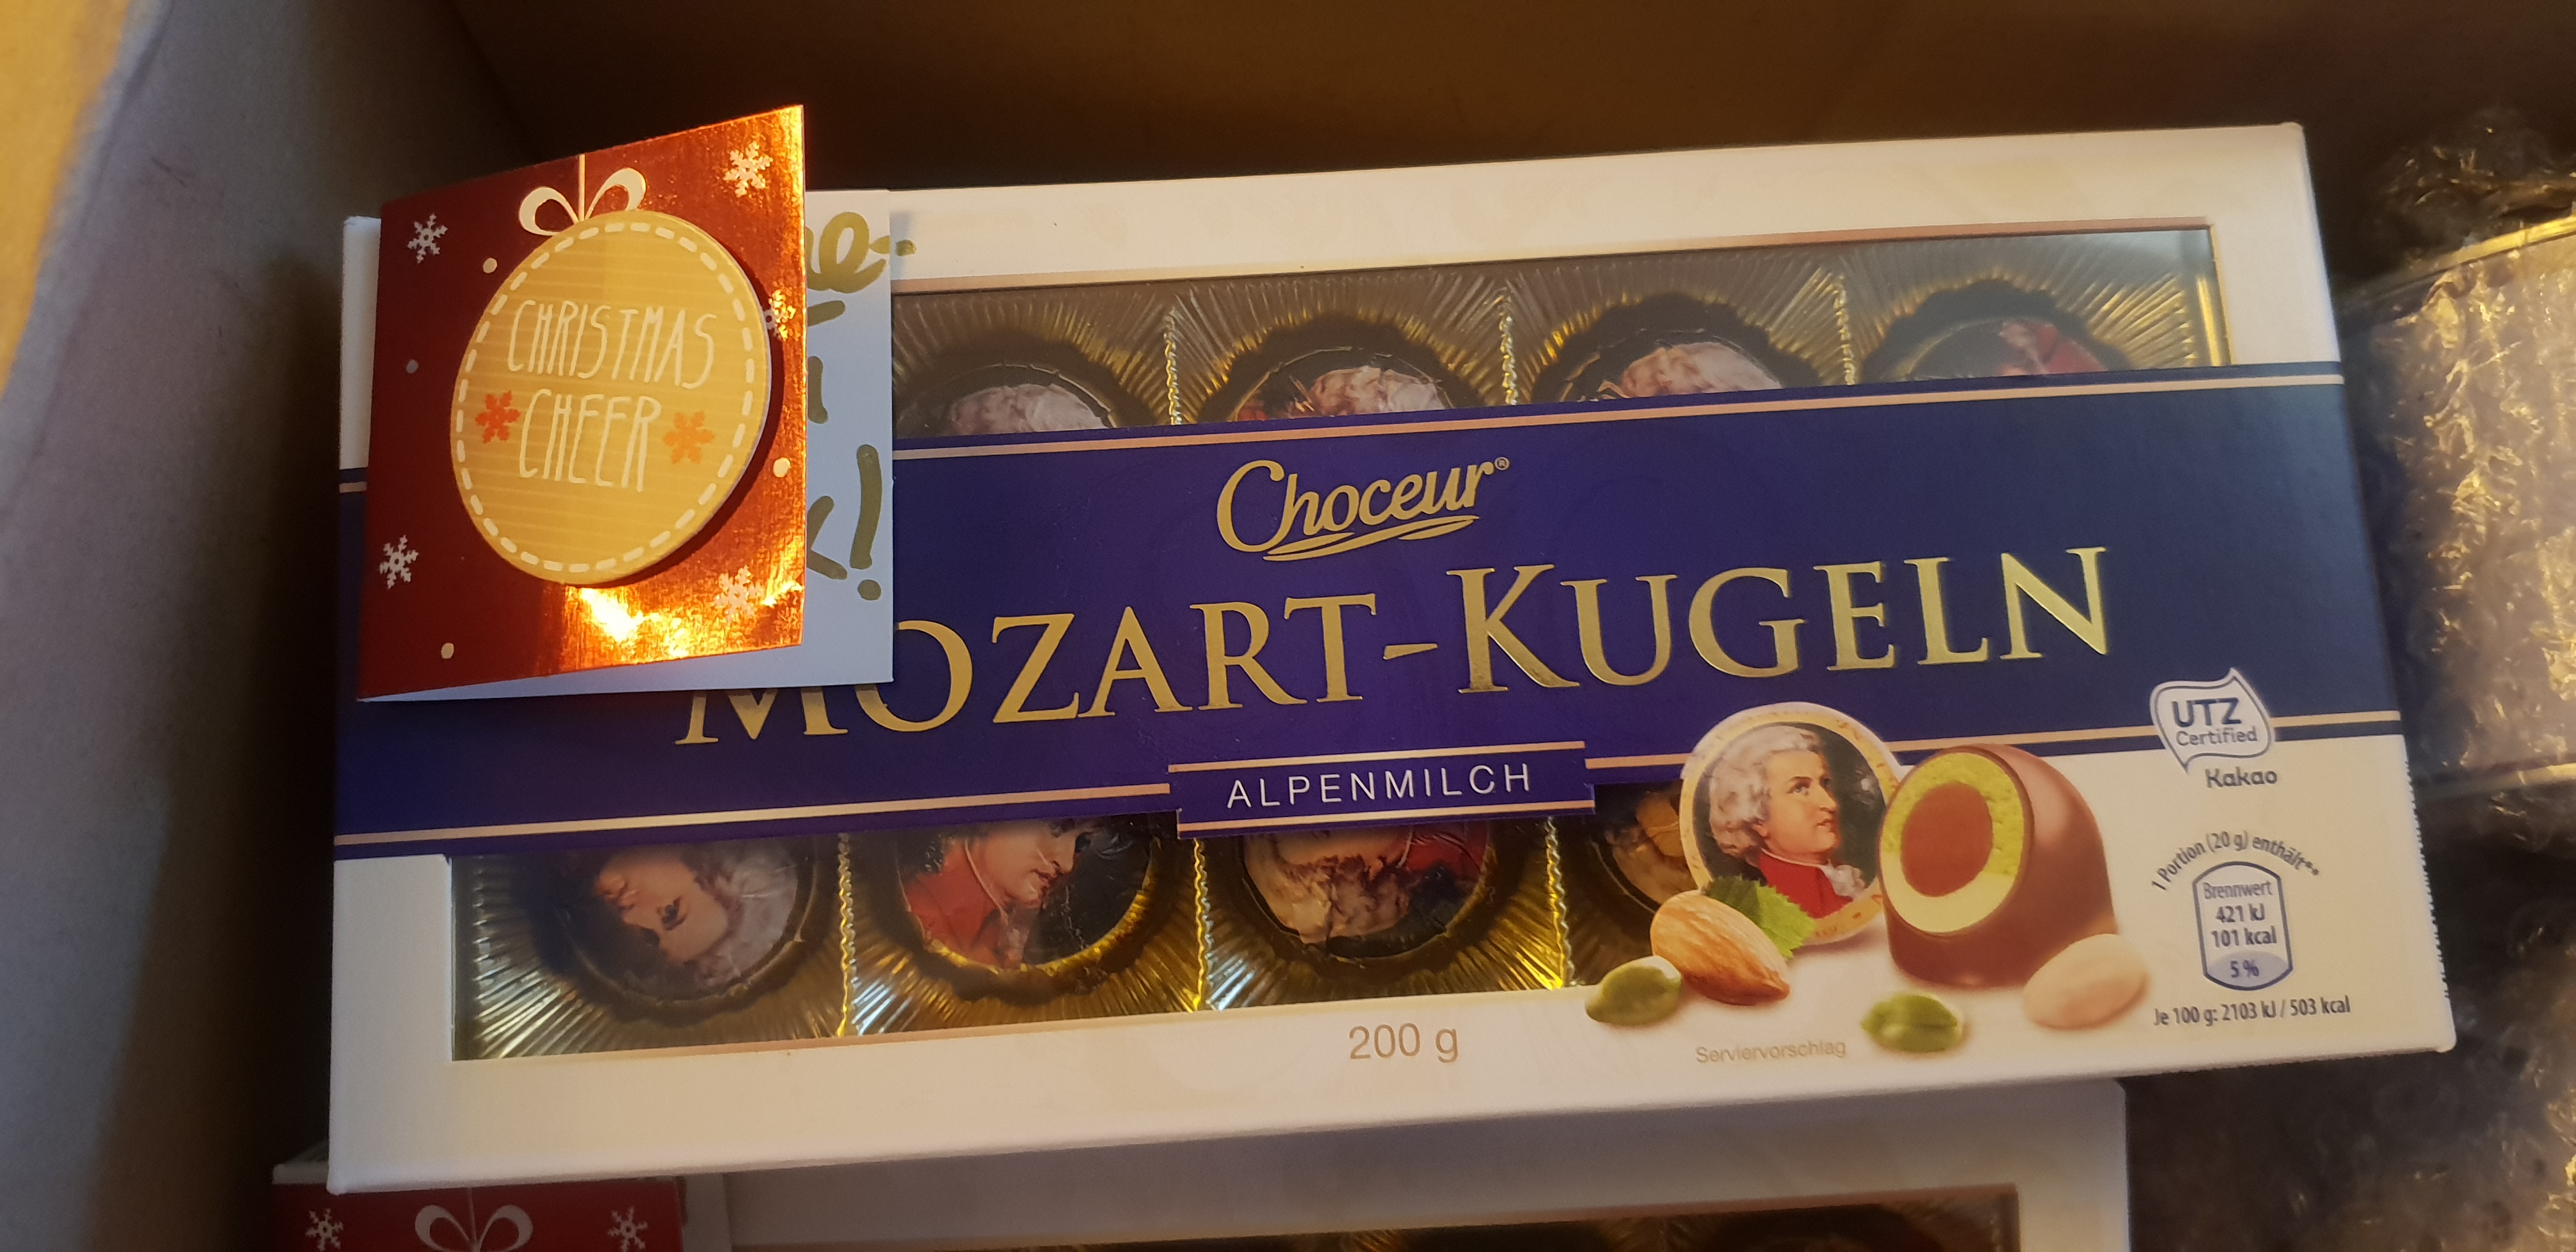 CHRISTMAS
CHEER
Choceur®
MOZART-KUGELN
ALPENMILCH
UTZ
Certified
Kakao
1 Portion (20 g) enthält**
Brennwert
421 kJ
101 kcal
5 %
Je 100 g: 2103 kJ / 503 kcal
200 g
Serviervorschlag